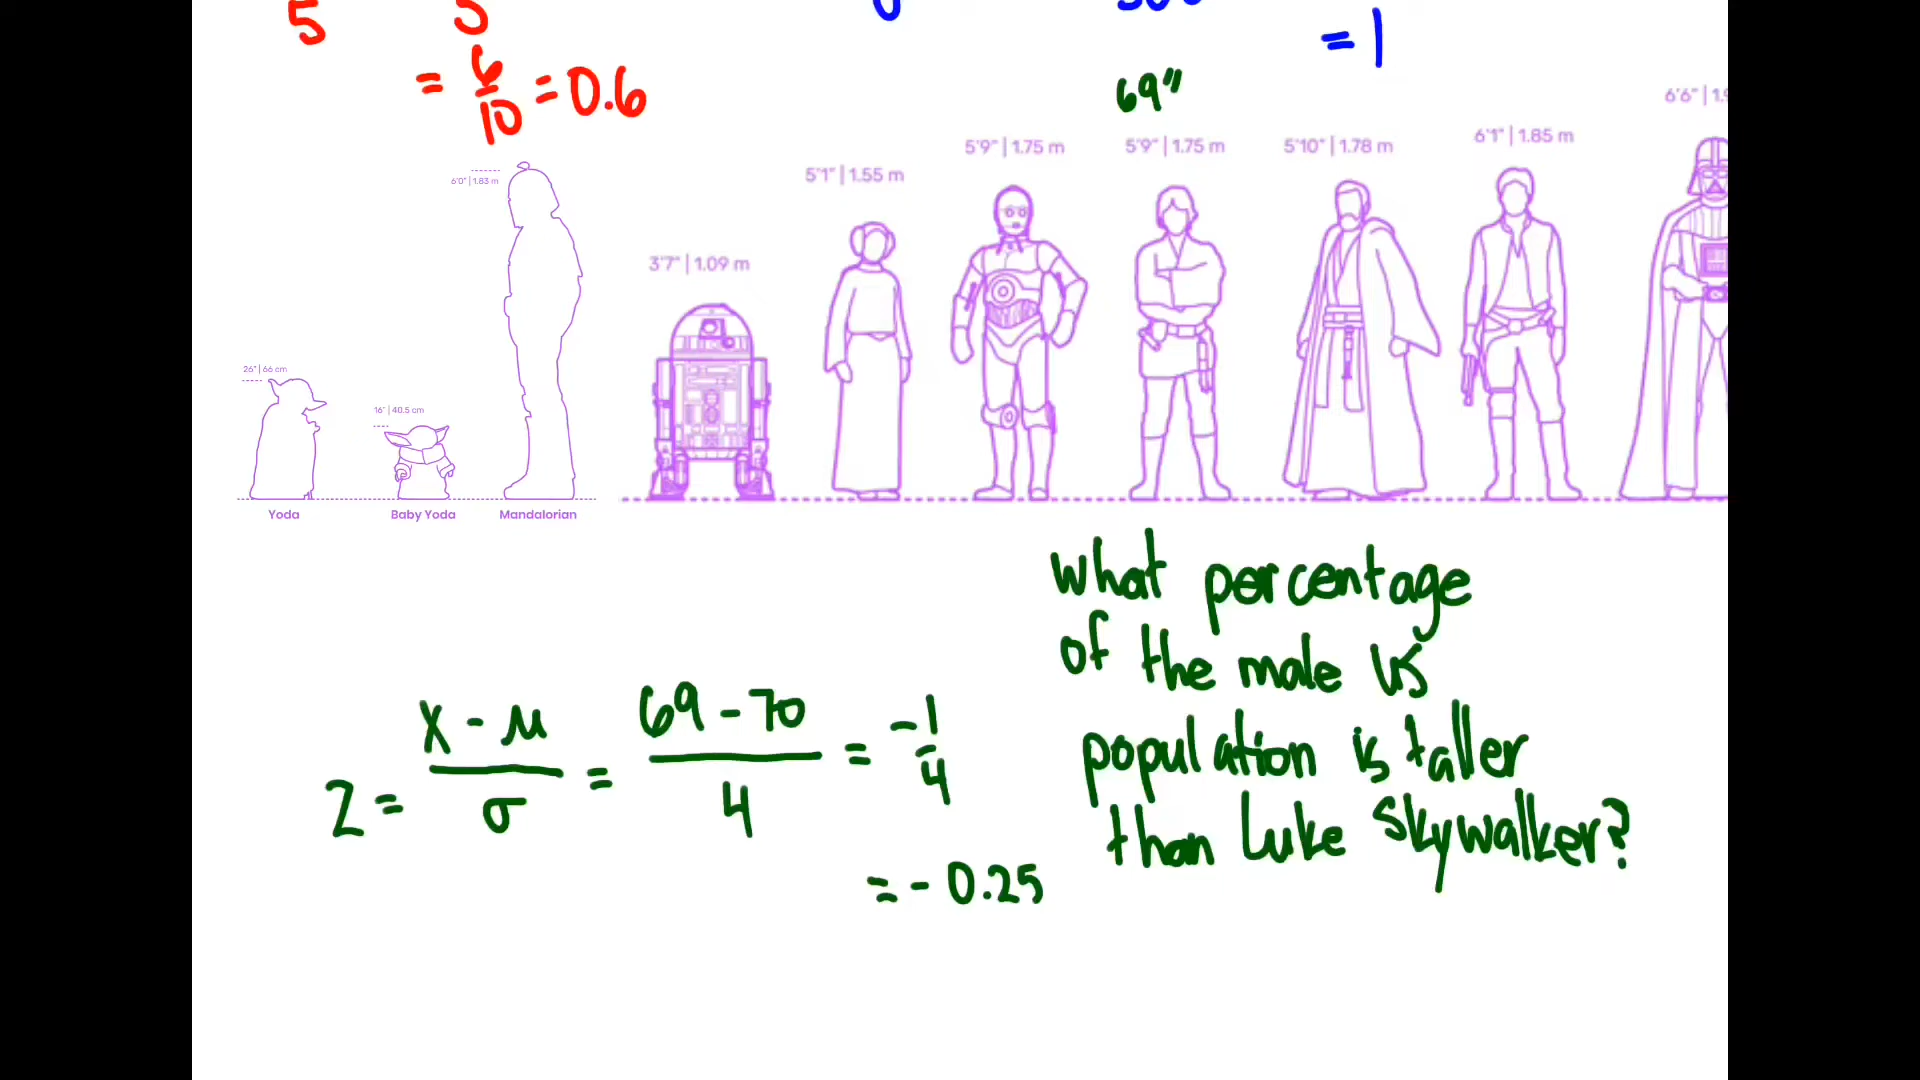 5
5
= 6/10 = 0.6
= 1
69"
6'6" | 1.9
6'1" | 1.85 m
5'9" | 1.75 m
5'9" | 1.75 m
5'10" | 1.78 m
5'1" | 1.55 m
6'0" | 1.83 m
3'7" | 1.09 m
26" | 66 cm
16" | 40.5 cm
Yoda
Baby Yoda
Mandalorian
What percentage
of the male US
population is taller
than Luke Skywalker?
Z = (X - μ)/σ = (69 - 70)/4 = -1/4
= -0.25